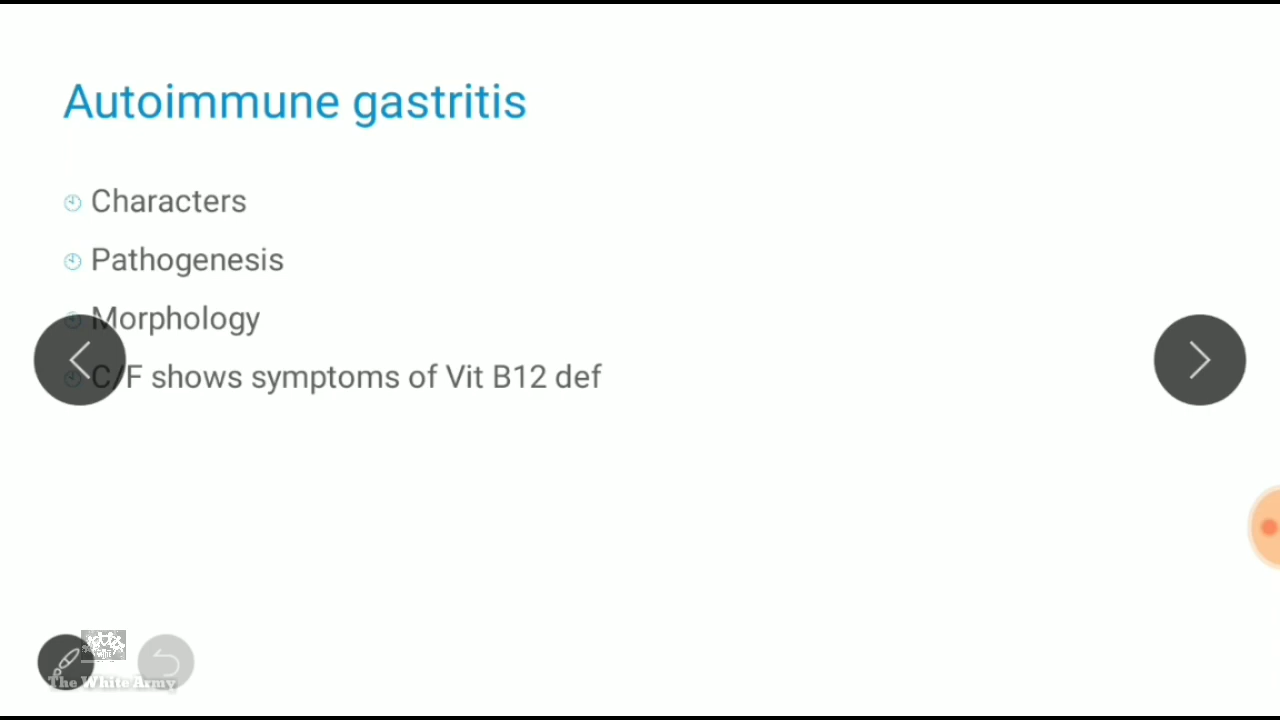 Autoimmune gastritis
Characters
Pathogenesis
Morphology
C/F shows symptoms of Vit B12 def
The White Army